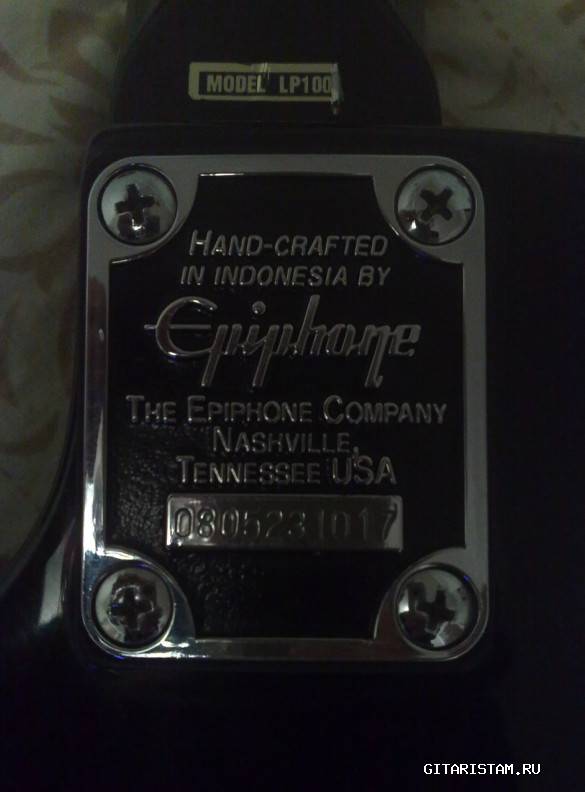 MODEL LP100
HAND-CRAFTED
IN INDONESIA BY
Epiphone
THE EPIPHONE COMPANY
NASHVILLE,
TENNESSEE USA
0805231017
GITARISTAM.RU